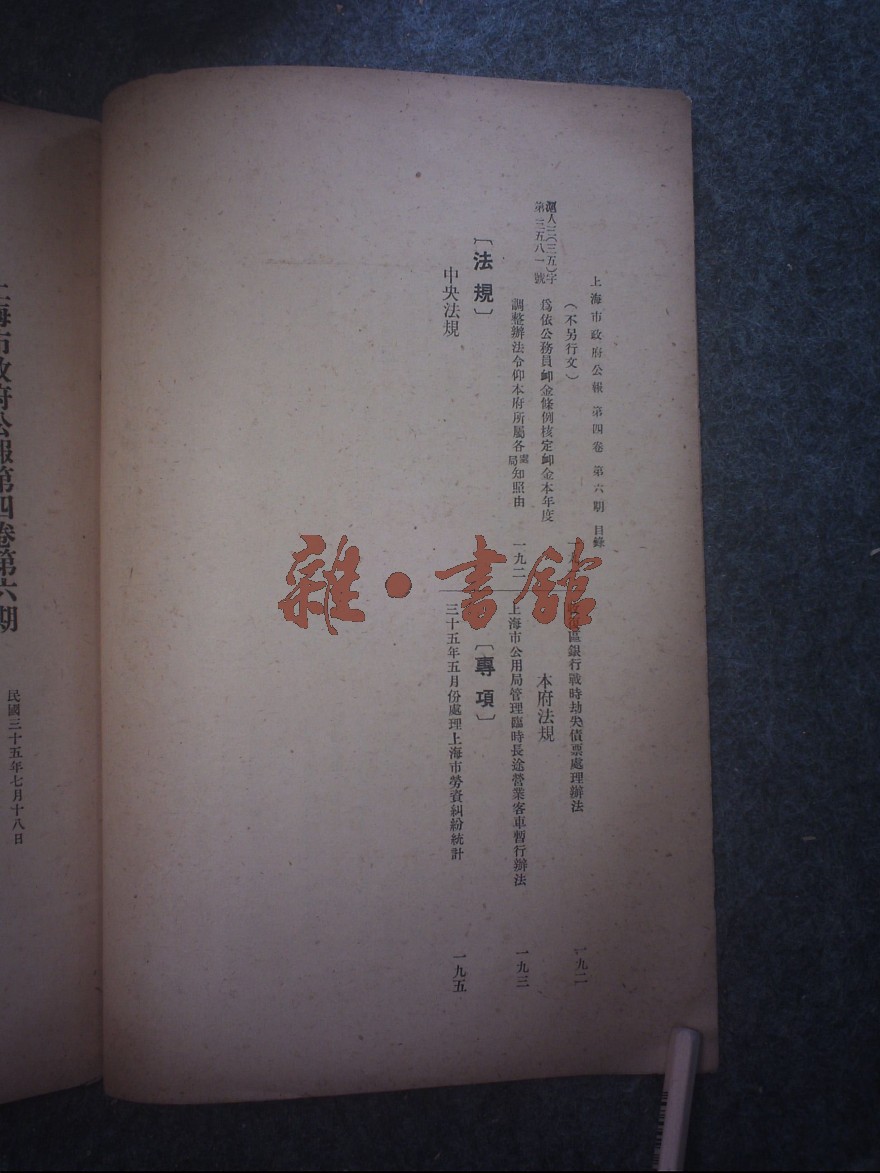 上海市政府公報 第四卷 第六期 目錄
滬人三(三五)字
第三五八一號
(不另行文)
爲依公務員卹金條例核定卹金本年度
調整辦法令仰本府所屬各處局知照由
一九二
〔法規〕
中央法規
區銀行戰時劫失債票處理辦法
一九二
本府法規
上海市公用局管理臨時長途營業客車暫行辦法
一九三
〔專項〕
三十五年五月份處理上海市勞資糾紛統計
一九五
上海市政府公報第四卷第六期
民國三十五年七月十八日
雜·書館